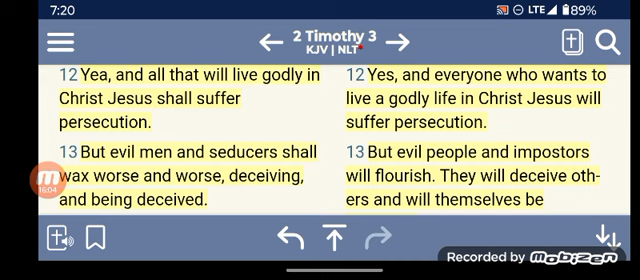 7:20
LTE 89%
2 Timothy 3
KJV | NLT
12 Yea, and all that will live godly in
Christ Jesus shall suffer
persecution.
13 But evil men and seducers shall
wax worse and worse, deceiving,
and being deceived.
12 Yes, and everyone who wants to
live a godly life in Christ Jesus will
suffer persecution.
13 But evil people and impostors
will flourish. They will deceive oth-
ers and will themselves be
16:04
Recorded by Mobizen